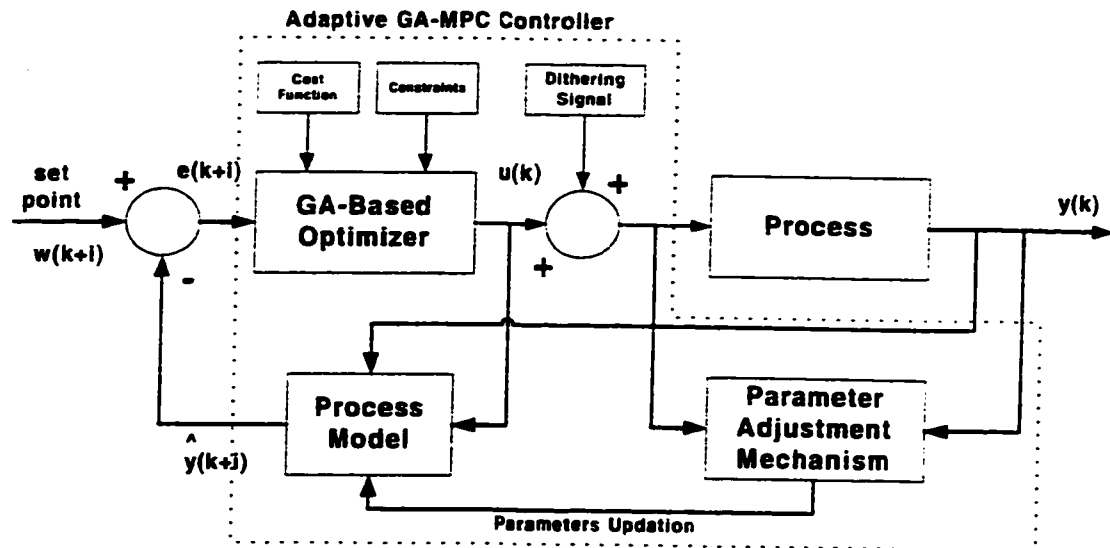 Adaptive GA-MPC Controller
Cost
Function
Constraints
Dithering
Signal
set
point
w(k+i)
+
-
e(k+i)
GA-Based
Optimizer
u(k)
+
+
Process
y(k)
Process
Model
^
y(k+j)
Parameter
Adjustment
Mechanism
Parameters Updation